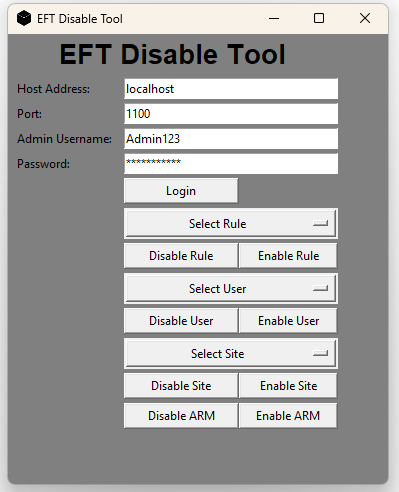 EFT Disable Tool
EFT Disable Tool
Host Address: localhost
Port: 1100
Admin Username: Admin123
Password: ***********
Login
Select Rule
Disable Rule Enable Rule
Select User
Disable User Enable User
Select Site
Disable Site Enable Site
Disable ARM Enable ARM